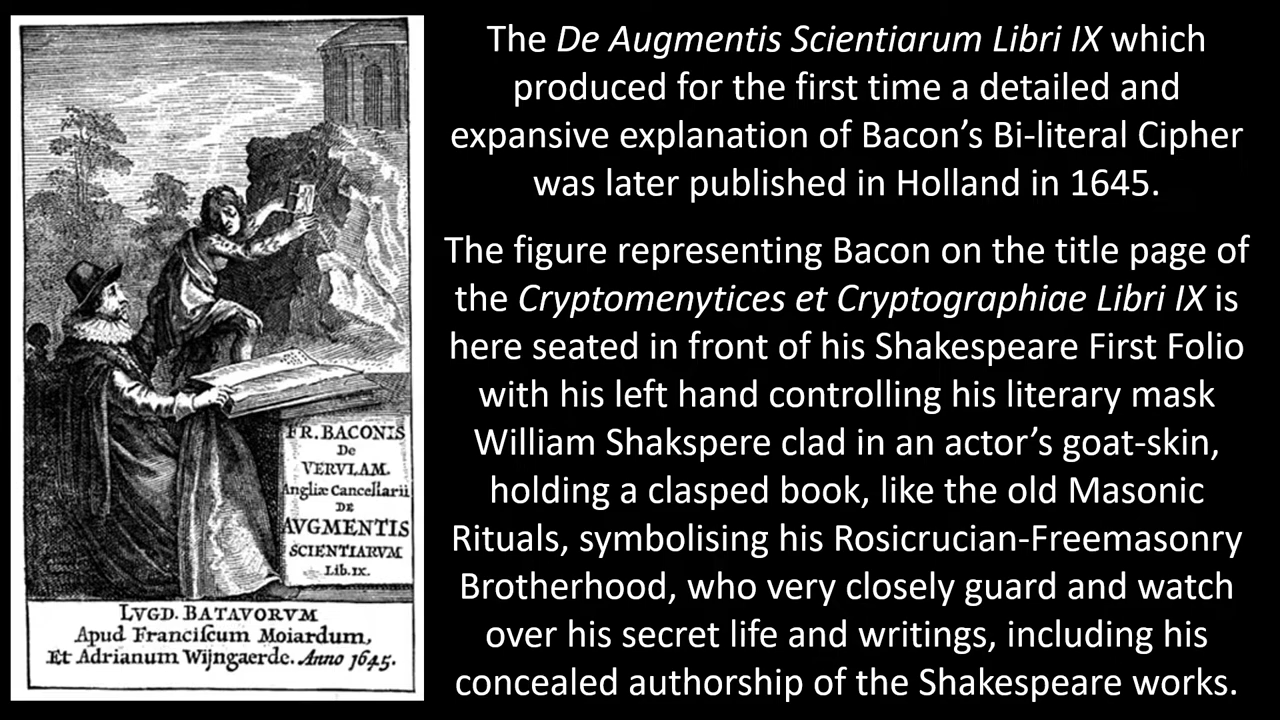 The De Augmentis Scientiarum Libri IX which
produced for the first time a detailed and
expansive explanation of Bacon’s Bi-literal Cipher
was later published in Holland in 1645.
The figure representing Bacon on the title page of
the Cryptomenytices et Cryptographiae Libri IX is
here seated in front of his Shakespeare First Folio
with his left hand controlling his literary mask
William Shakspere clad in an actor’s goat-skin,
holding a clasped book, like the old Masonic
Rituals, symbolising his Rosicrucian-Freemasonry
Brotherhood, who very closely guard and watch
over his secret life and writings, including his
concealed authorship of the Shakespeare works.
FR. BACONIS
De
VERVLAM.
Angliæ Cancellarii
DE
AVGMENTIS
SCIENTIARVM
Lib. IX.
LVGD. BATAVORVM
Apud Franciſcum Moiardum,
Et Adrianum Wijngaerde. Anno 1645.